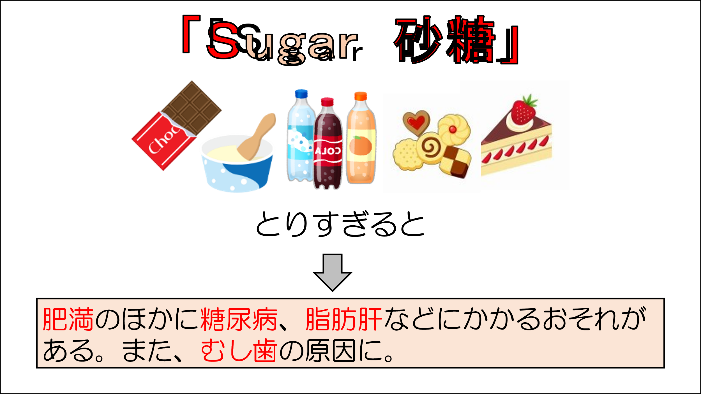 「Sugar 砂糖」
Choc
COLA
とりすぎると
肥満のほかに糖尿病、脂肪肝などにかかるおそれが
ある。また、むし歯の原因に。